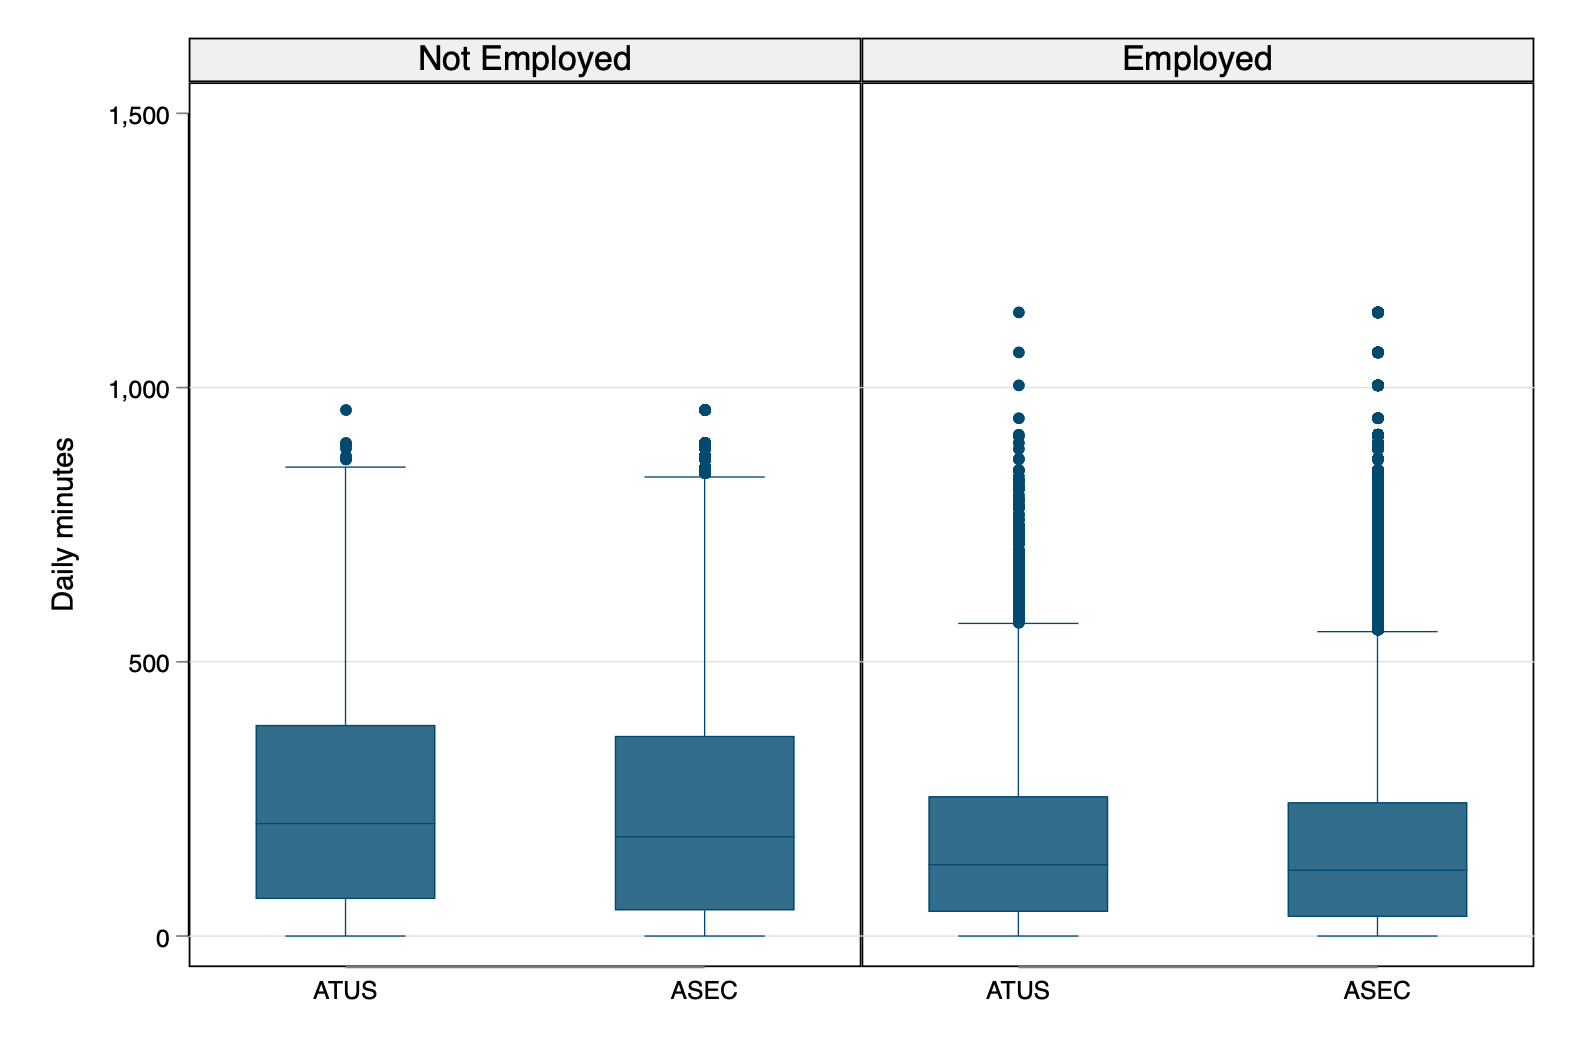 Not Employed
Employed
1,500
1,000
500
0
Daily minutes
ATUS
ASEC
ATUS
ASEC